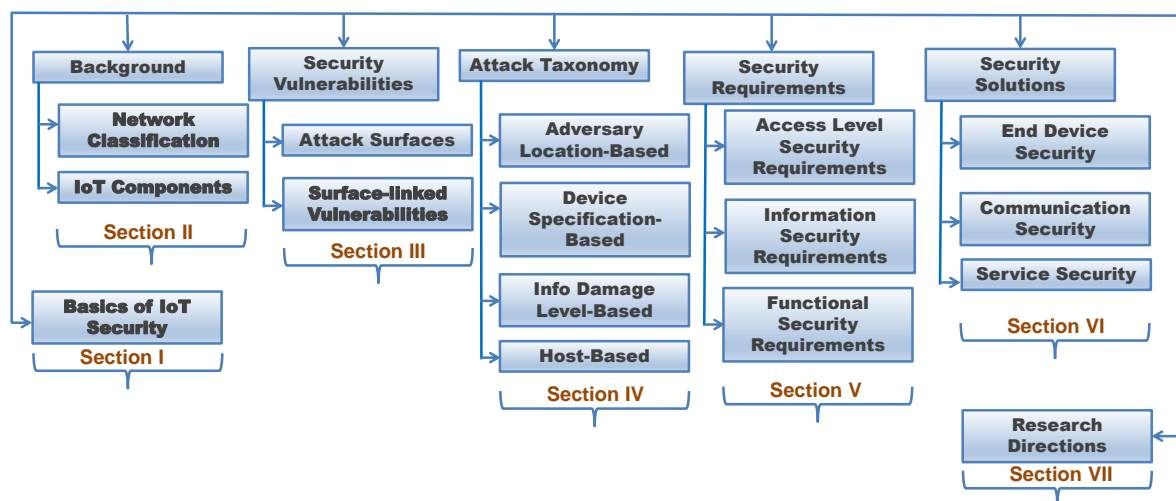 Background
Network
Classification
IoT Components
Section II
Basics of IoT
Security
Section I
Security
Vulnerabilities
Attack Surfaces
Surface-linked
Vulnerabilities
Section III
Attack Taxonomy
Adversary
Location-Based
Device
Specification-
Based
Info Damage
Level-Based
Host-Based
Section IV
Security
Requirements
Access Level
Security
Requirements
Information
Security
Requirements
Functional
Security
Requirements
Section V
Security
Solutions
End Device
Security
Communication
Security
Service Security
Section VI
Research
Directions
Section VII